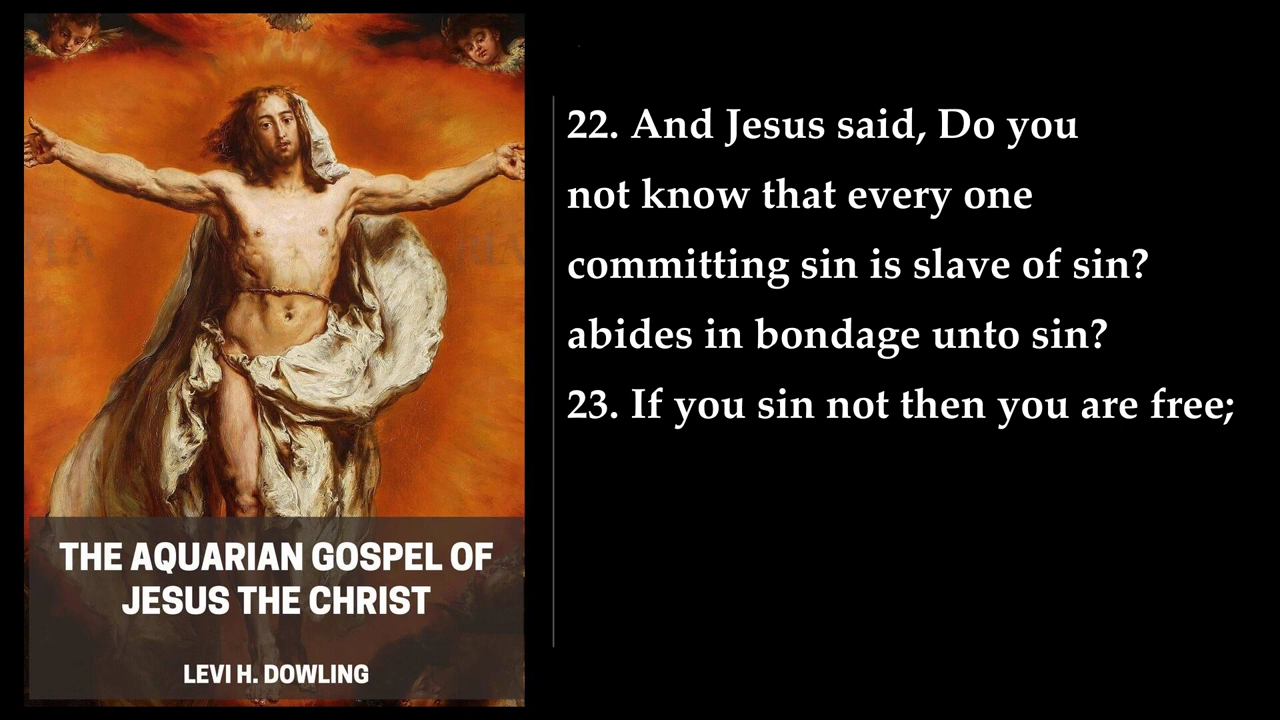 THE AQUARIAN GOSPEL OF
JESUS THE CHRIST
LEVI H. DOWLING
22. And Jesus said, Do you
not know that every one
committing sin is slave of sin?
abides in bondage unto sin?
23. If you sin not then you are free;